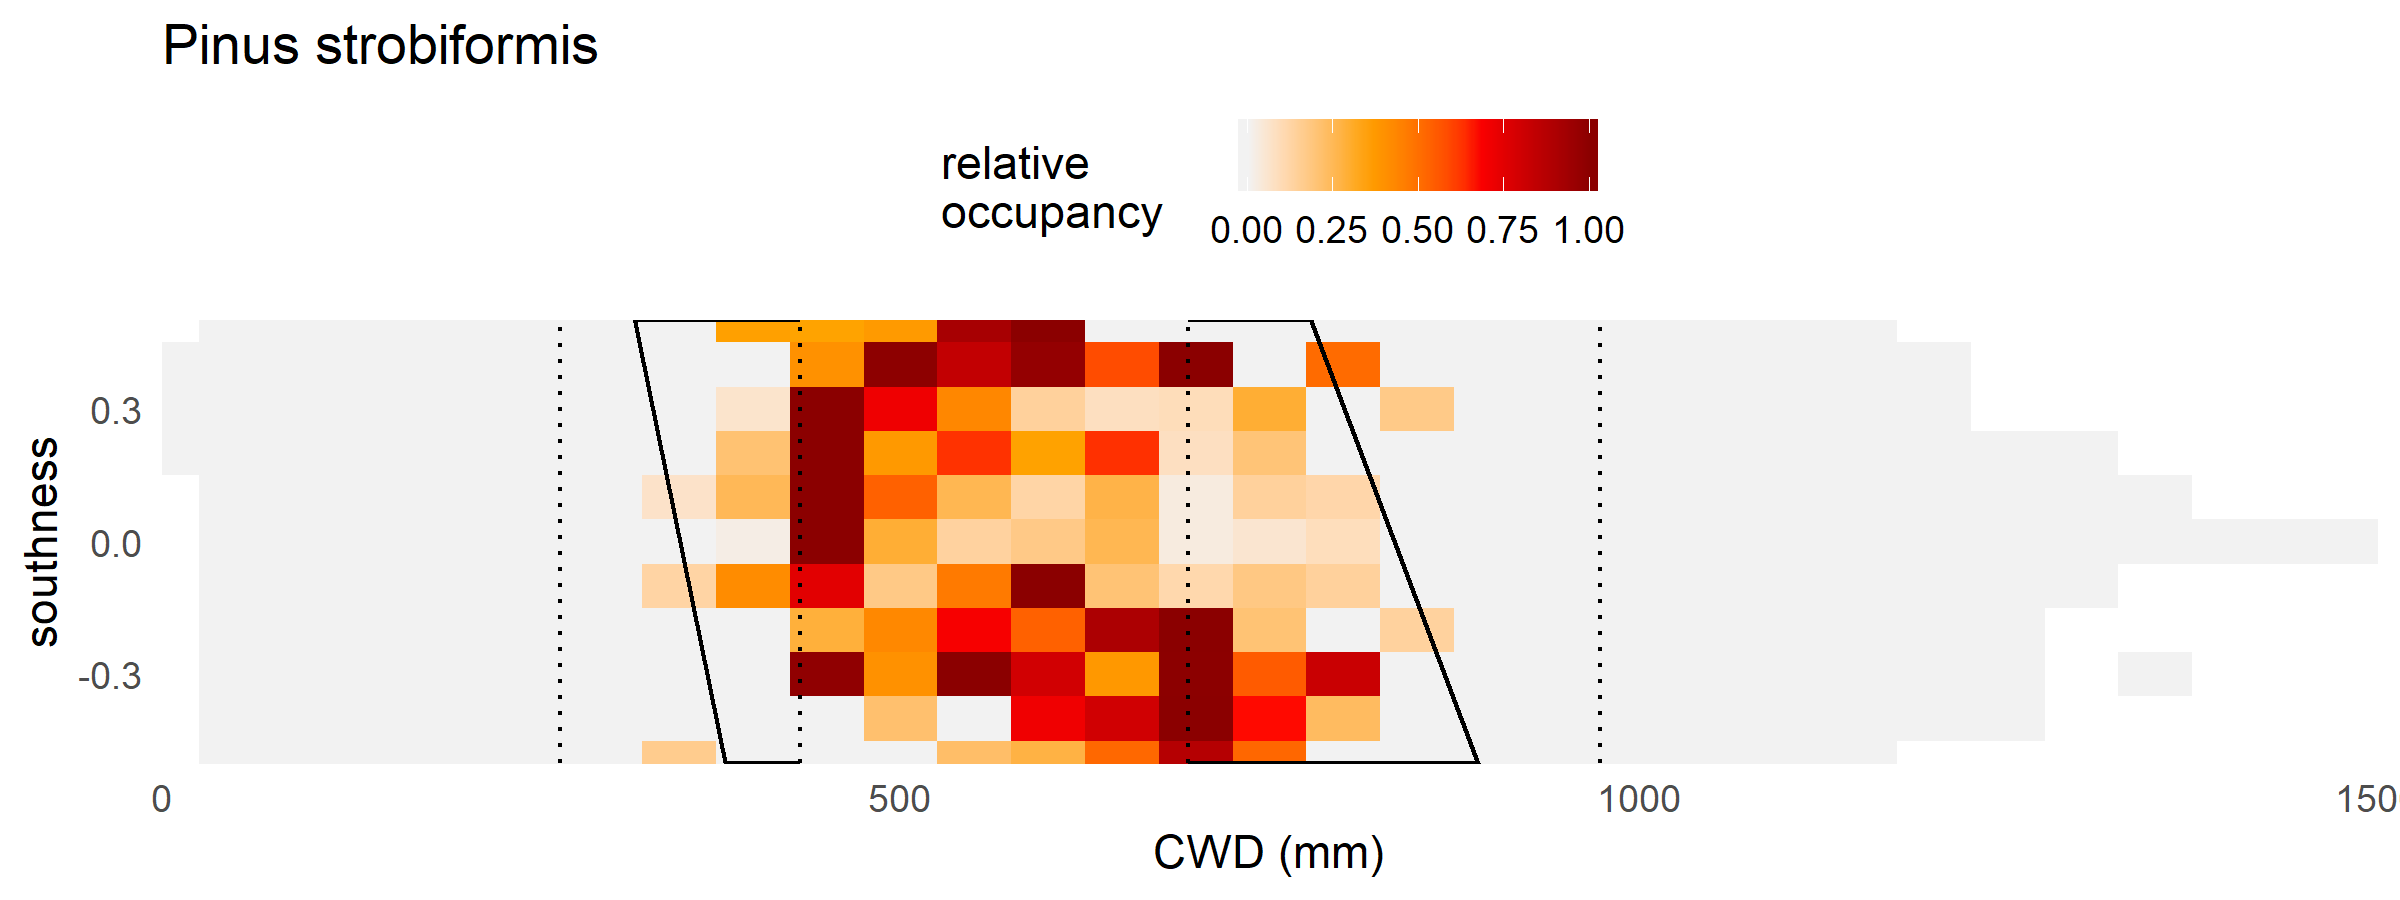 Pinus strobiformis
relative
occupancy
0.00 0.25 0.50 0.75 1.00
0.3
0.0
-0.3
southness
0 500 1000 150
CWD (mm)